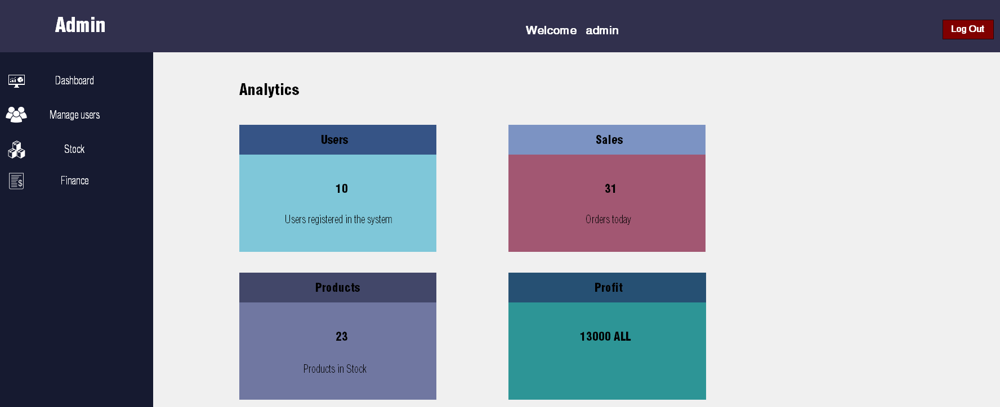 Admin
Welcome admin
Log Out
Dashboard
Manage users
Stock
Finance
Analytics
Users
10
Users registered in the system
Sales
31
Orders today
Products
23
Products in Stock
Profit
13000 ALL